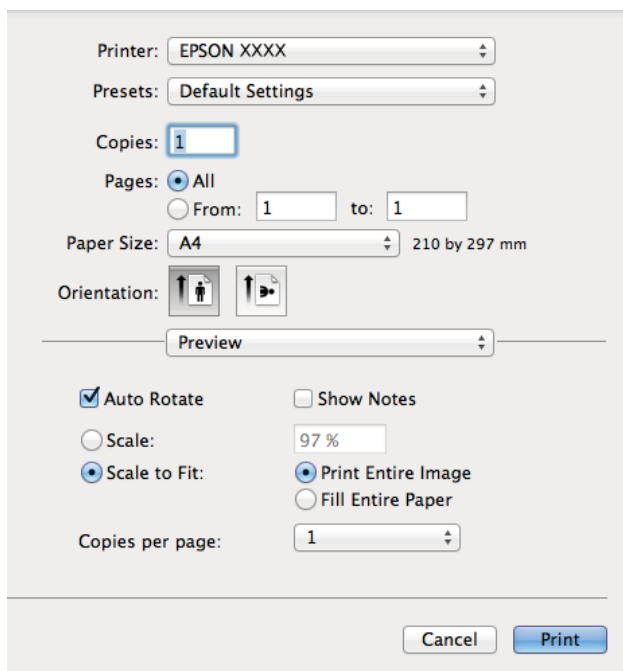 Printer: EPSON XXXX
Presets: Default Settings
Copies: 1
Pages: All
From: 1 to: 1
Paper Size: A4 210 by 297 mm
Orientation:
Preview
Auto Rotate Show Notes
Scale: 97 %
Scale to Fit: Print Entire Image
Fill Entire Paper
Copies per page: 1
Cancel Print